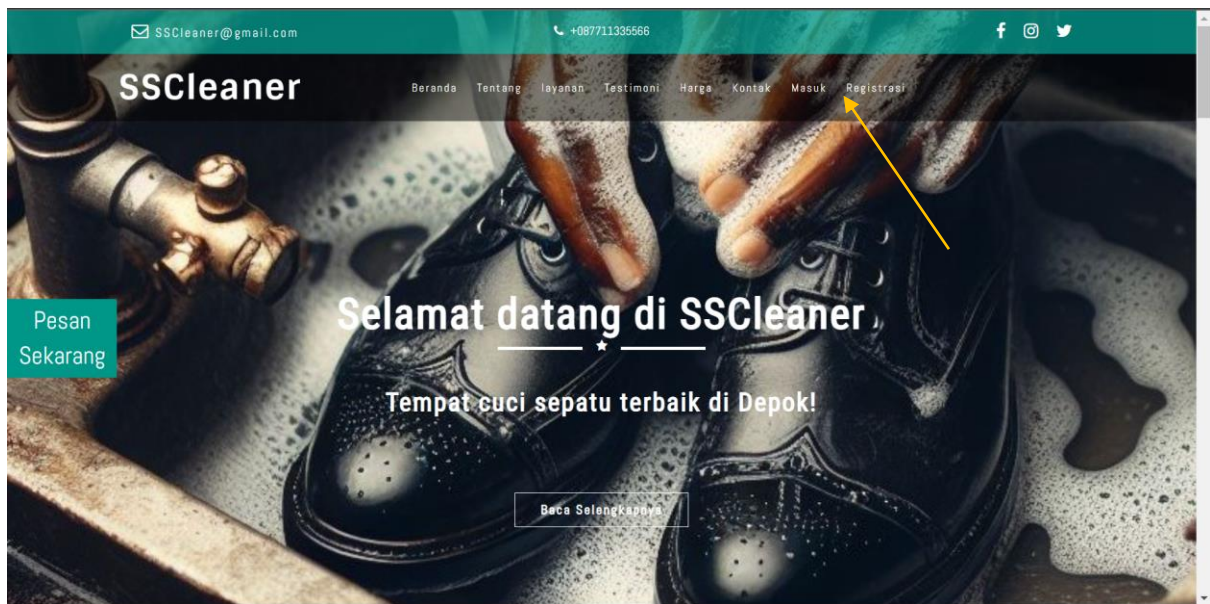 SSCleaner@gmail.com
+087711335566
SSCleaner
Beranda Tentang layanan Testimoni Harga Kontak Masuk Registrasi
Selamat datang di SSCleaner
Pesan
Sekarang
Tempat cuci sepatu terbaik di Depok!
Baca Selengkapnya